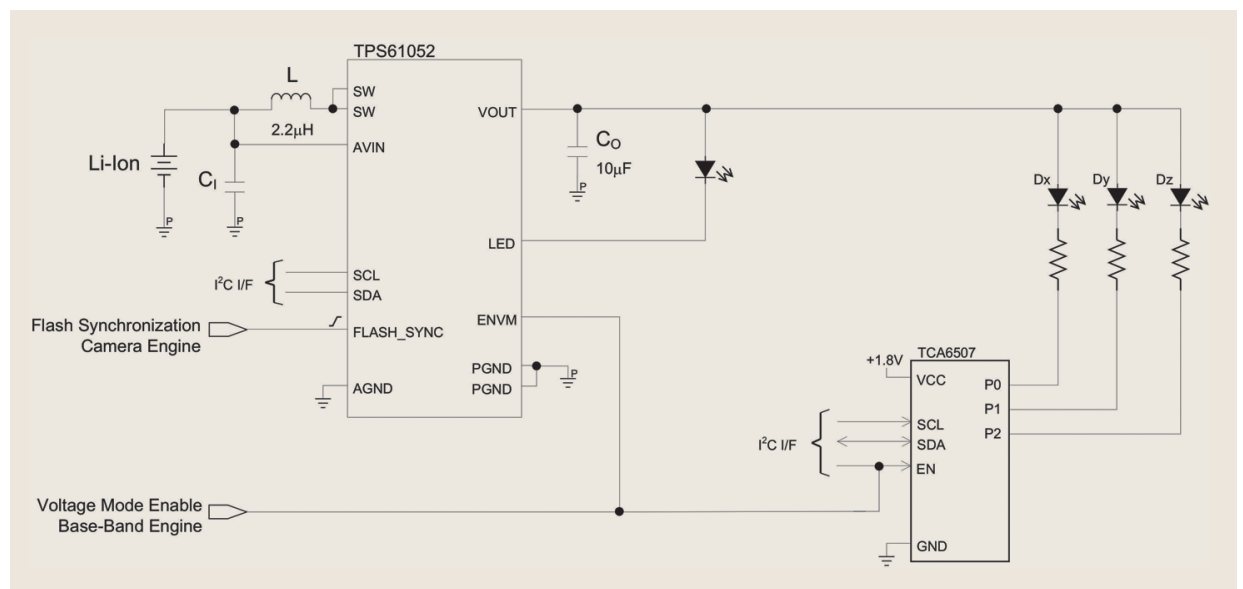 TPS61052
L
2.2μH
SW
SW
AVIN
VOUT
C_O
10μF
Li-Ion
C_I
P
P
P
Dx
Dy
Dz
LED
I²C I/F
SCL
SDA
Flash Synchronization
Camera Engine
FLASH_SYNC
ENVM
AGND
PGND
PGND
P
TCA6507
+1.8V
VCC
P0
P1
P2
I²C I/F
SCL
SDA
EN
GND
Voltage Mode Enable
Base-Band Engine